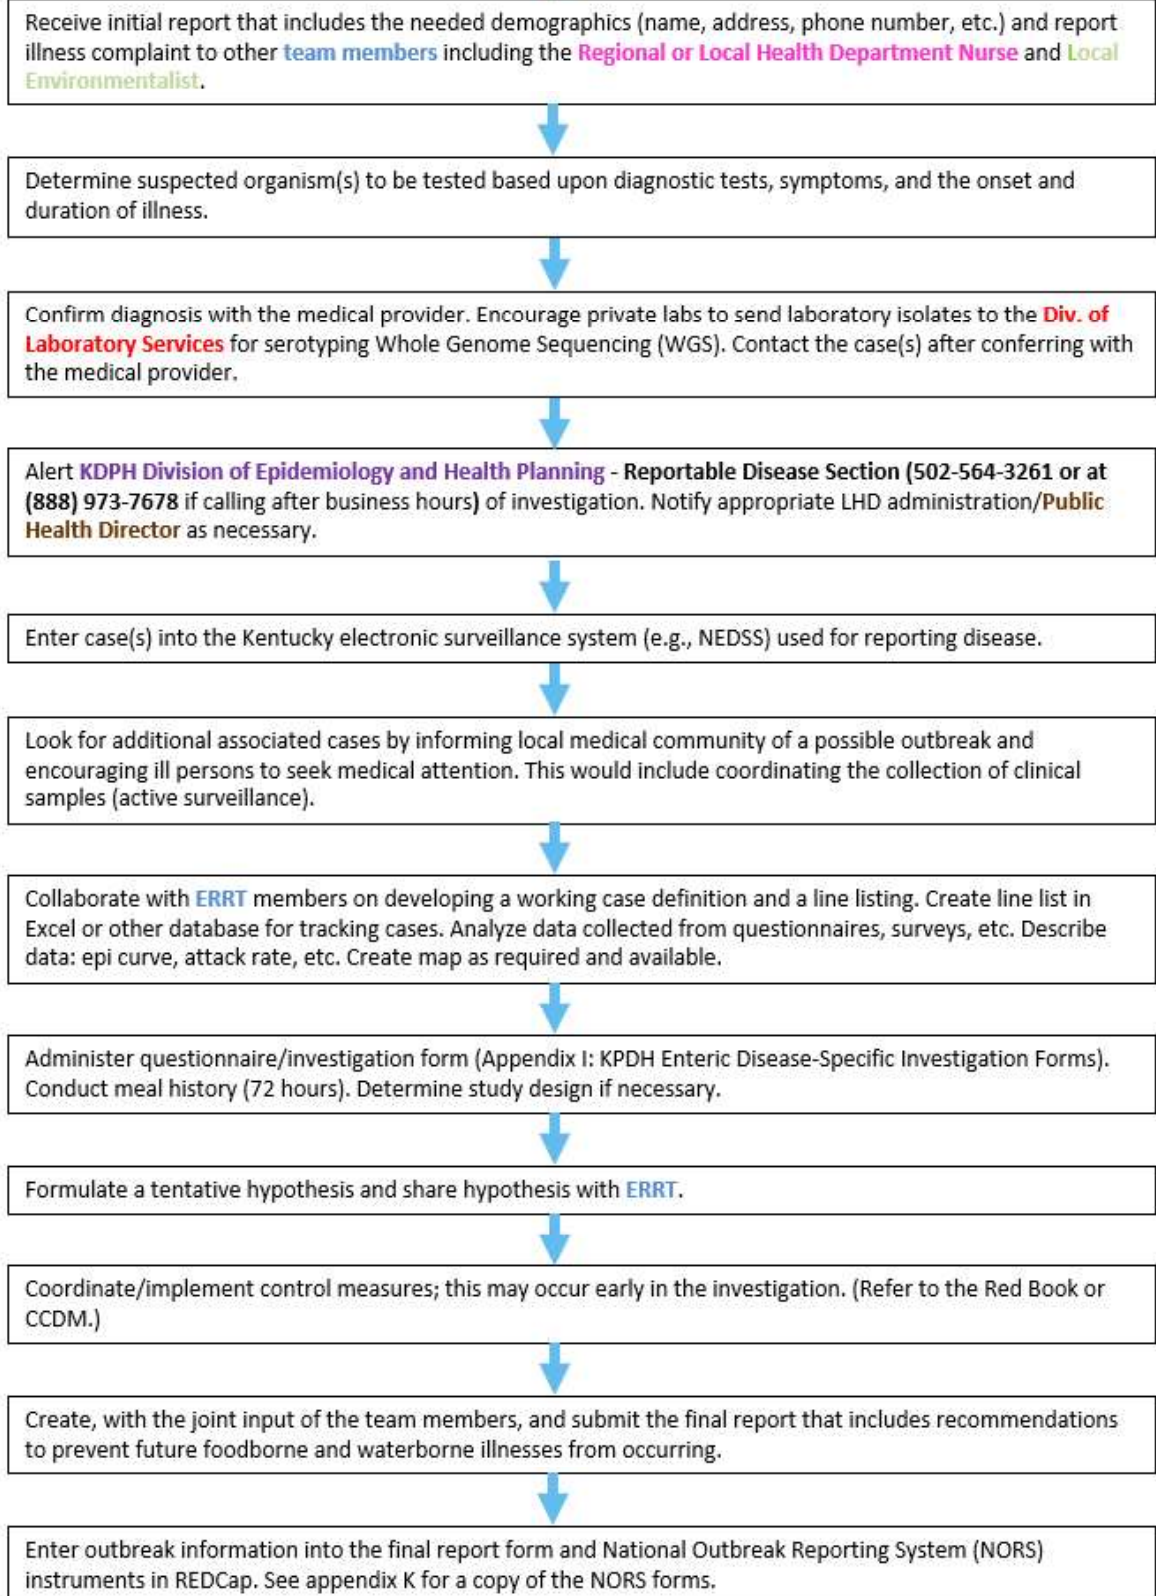 Receive initial report that includes the needed demographics (name, address, phone number, etc.) and report
illness complaint to other team members including the Regional or Local Health Department Nurse and Local
Environmentalist.
Determine suspected organism(s) to be tested based upon diagnostic tests, symptoms, and the onset and
duration of illness.
Confirm diagnosis with the medical provider. Encourage private labs to send laboratory isolates to the Div. of
Laboratory Services for serotyping Whole Genome Sequencing (WGS). Contact the case(s) after conferring with
the medical provider.
Alert KDPH Division of Epidemiology and Health Planning - Reportable Disease Section (502-564-3261 or at
(888) 973-7678 if calling after business hours) of investigation. Notify appropriate LHD administration/Public
Health Director as necessary.
Enter case(s) into the Kentucky electronic surveillance system (e.g., NEDSS) used for reporting disease.
Look for additional associated cases by informing local medical community of a possible outbreak and
encouraging ill persons to seek medical attention. This would include coordinating the collection of clinical
samples (active surveillance).
Collaborate with ERRT members on developing a working case definition and a line listing. Create line list in
Excel or other database for tracking cases. Analyze data collected from questionnaires, surveys, etc. Describe
data: epi curve, attack rate, etc. Create map as required and available.
Administer questionnaire/investigation form (Appendix I: KPDH Enteric Disease-Specific Investigation Forms).
Conduct meal history (72 hours). Determine study design if necessary.
Formulate a tentative hypothesis and share hypothesis with ERRT.
Coordinate/implement control measures; this may occur early in the investigation. (Refer to the Red Book or
CCDM.)
Create, with the joint input of the team members, and submit the final report that includes recommendations
to prevent future foodborne and waterborne illnesses from occurring.
Enter outbreak information into the final report form and National Outbreak Reporting System (NORS)
instruments in REDCap. See appendix K for a copy of the NORS forms.